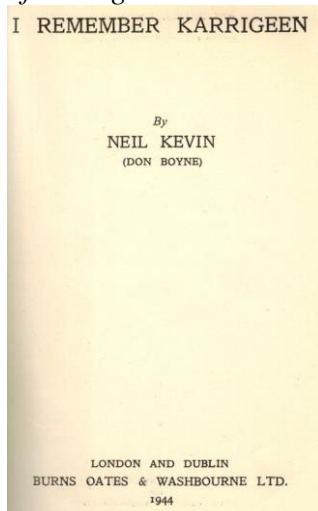 I REMEMBER KARRIGEEN
By
NEIL KEVIN
(DON BOYNE)
LONDON AND DUBLIN
BURNS OATES & WASHBOURNE LTD.
1944